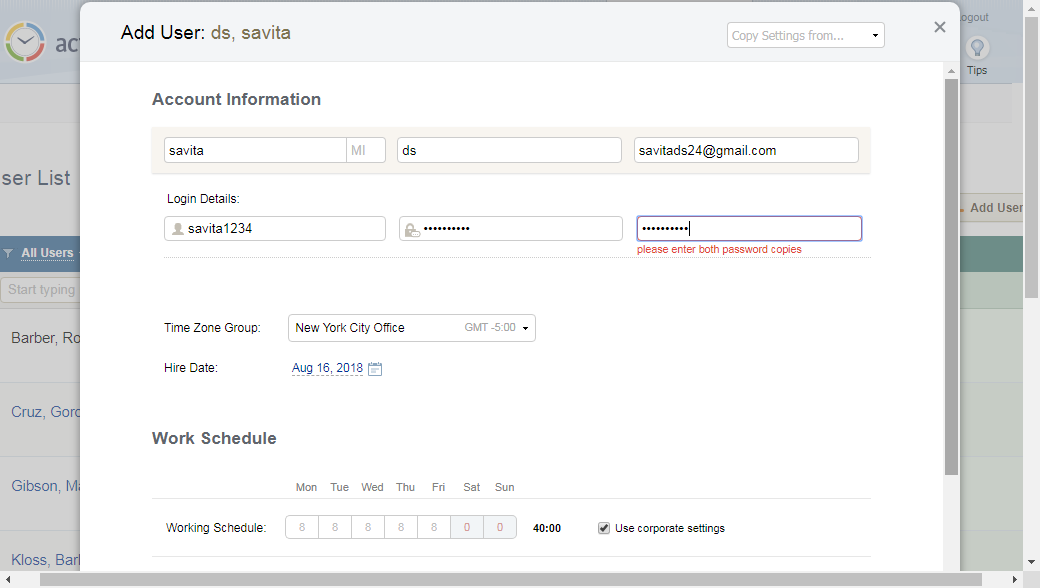 Add User: ds, savita
Copy Settings from...
ogout
Tips
act
Account Information
savita
MI
ds
savitads24@gmail.com
ser List
Login Details:
savita1234
••••••••••
••••••••••
please enter both password copies
Add User
All Users
Start typing
Time Zone Group:
New York City Office
GMT -5:00
Barber, Ro
Hire Date:
Aug 16, 2018
Cruz, Gord
Work Schedule
Gibson, Ma
Mon Tue Wed Thu Fri Sat Sun
Working Schedule:
8 8 8 8 8 0 0
40:00
Use corporate settings
Kloss, Barb